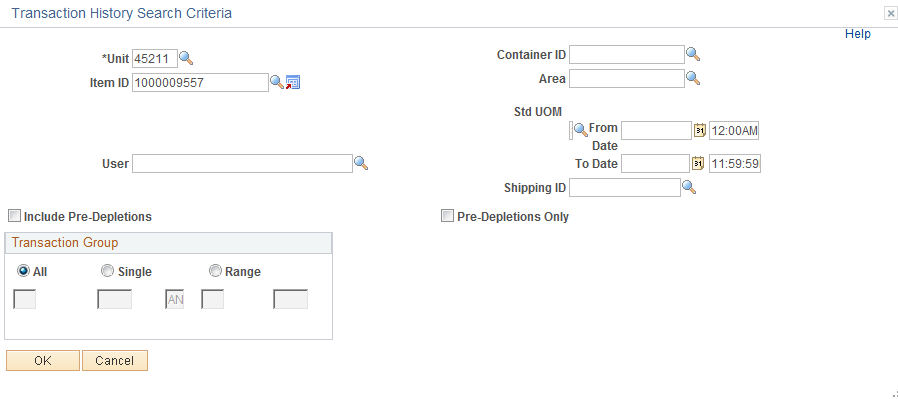 Transaction History Search Criteria
Help
*Unit 45211
Container ID
Item ID 1000009557
Area
Std UOM
From Date 31 12:00AM
User
To Date 31 11:59:59
Shipping ID
Include Pre-Depletions
Pre-Depletions Only
Transaction Group
All Single Range
AN
OK Cancel